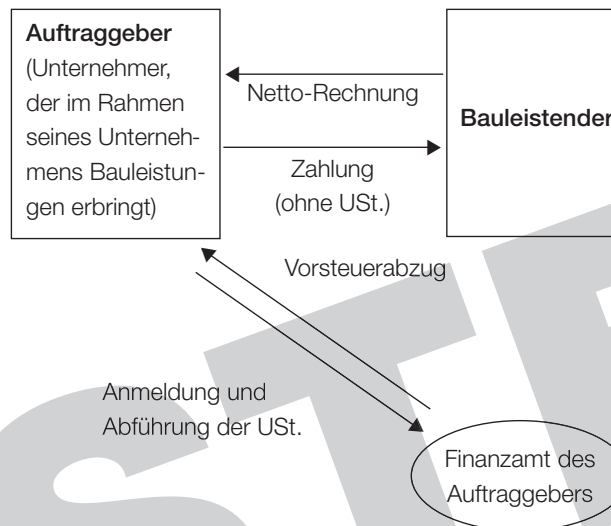 Auftraggeber
(Unternehmer,
der im Rahmen
seines Unterneh-
mens Bauleistun-
gen erbringt)
Netto-Rechnung
Zahlung
(ohne USt.)
Bauleistender
Vorsteuerabzug
Anmeldung und
Abführung der USt.
Finanzamt des
Auftraggebers